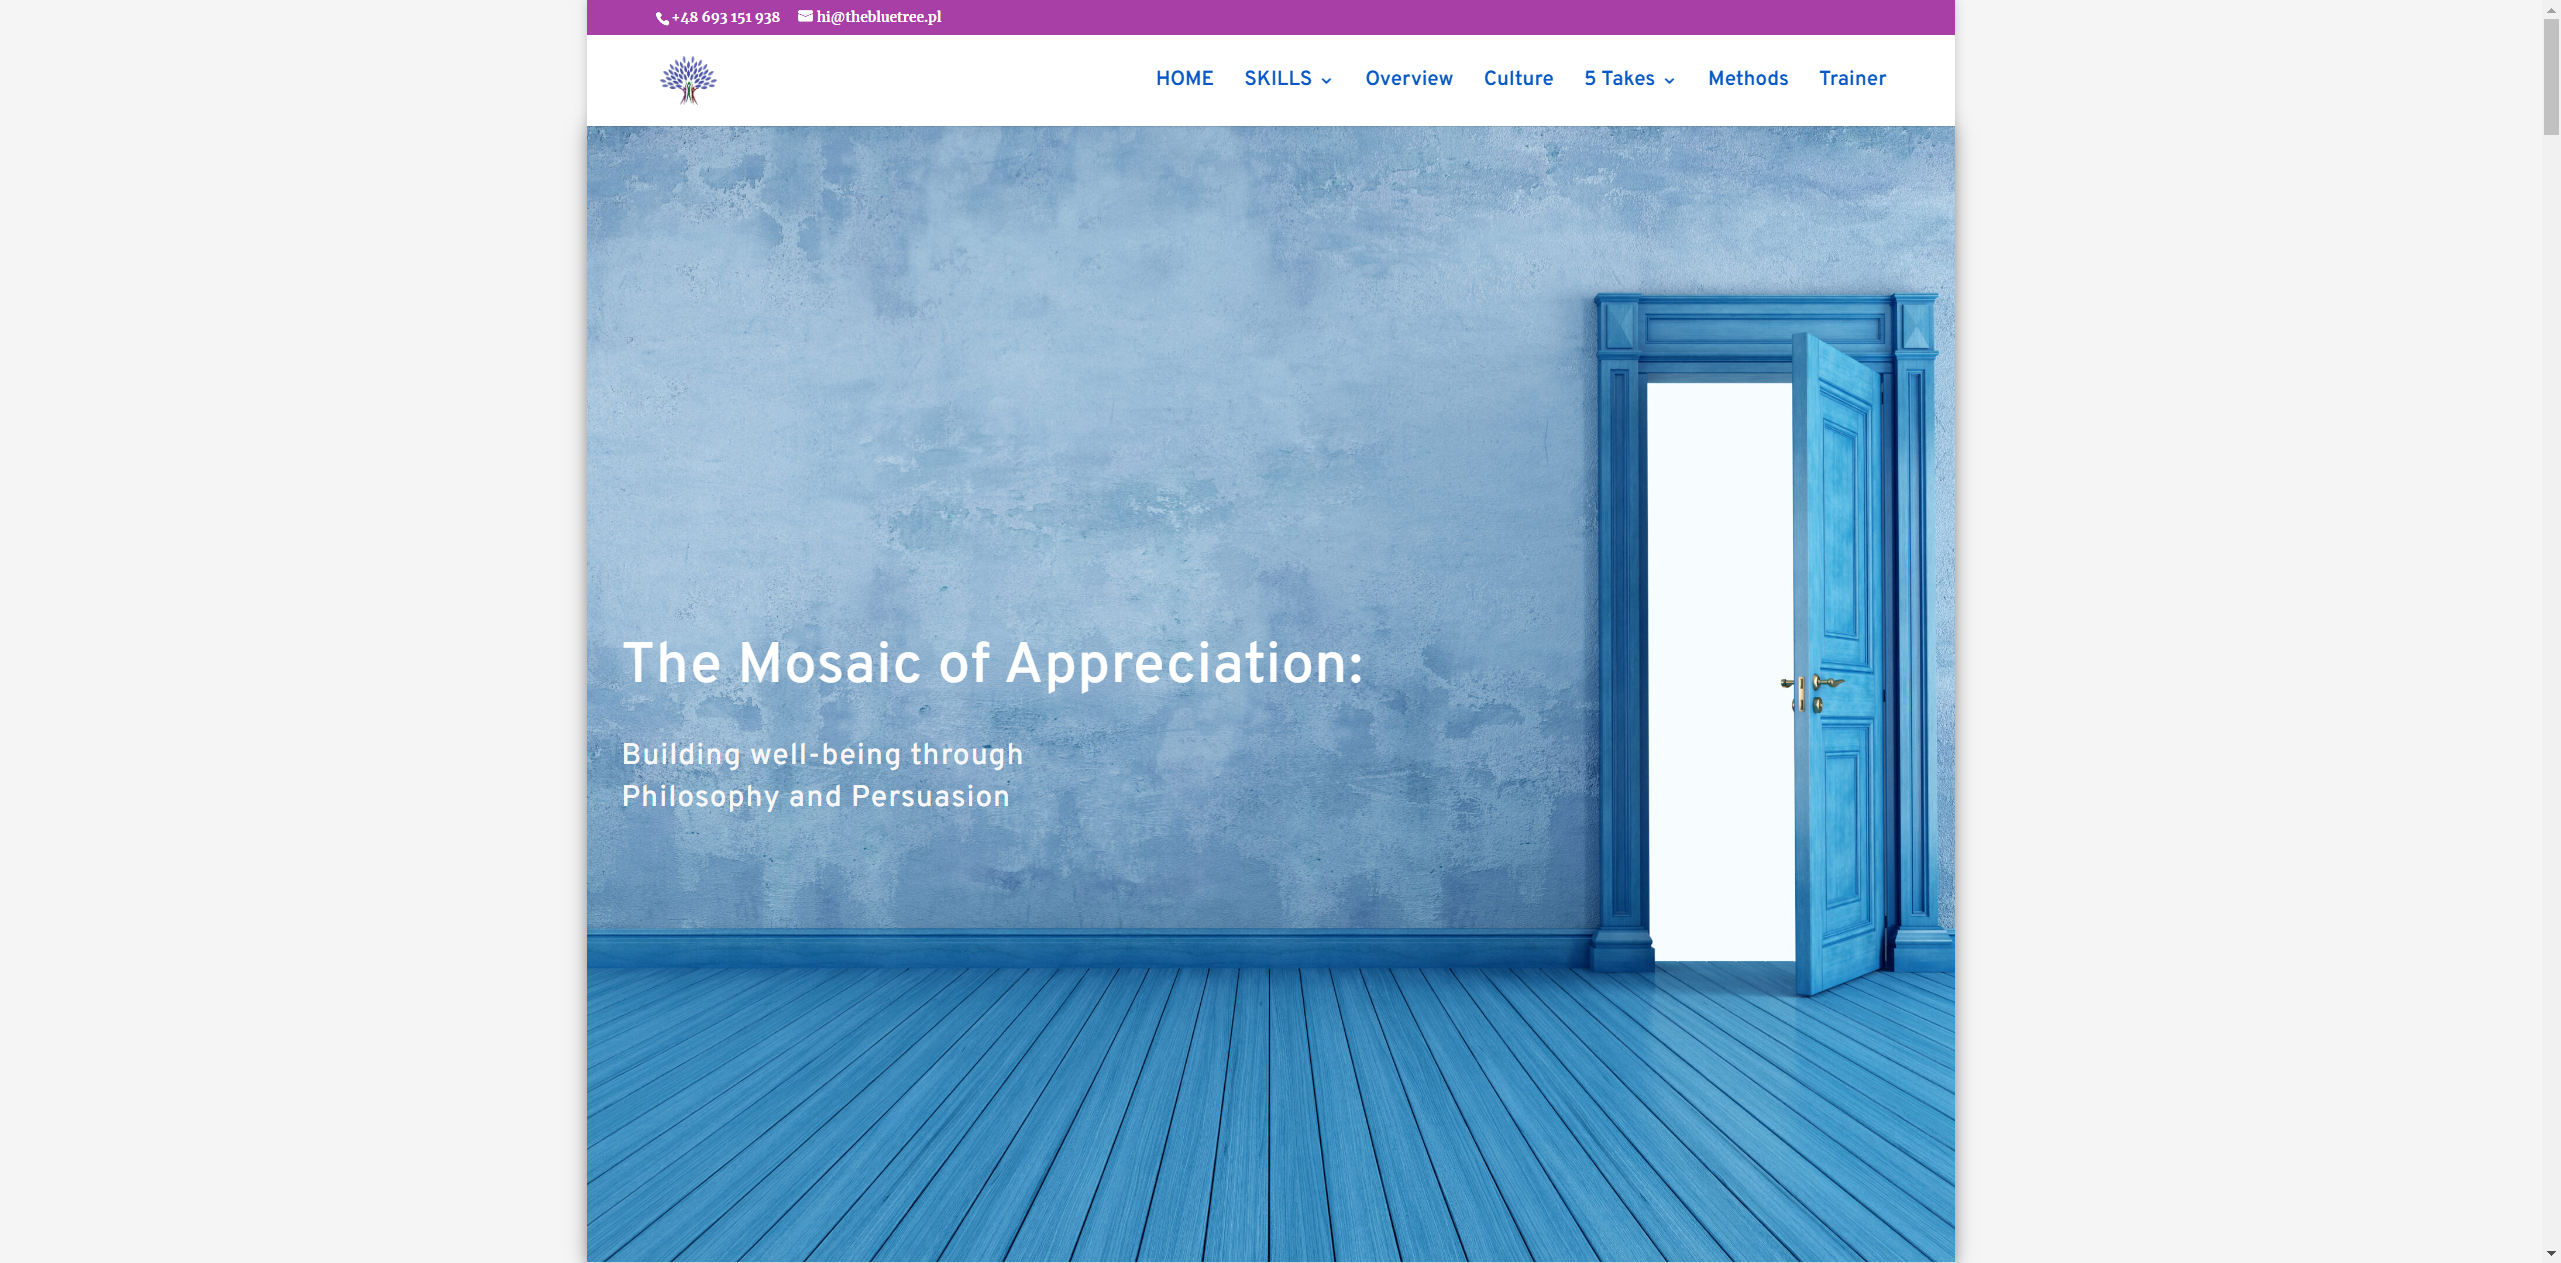 +48 693 151 938 hi@thebluetree.pl
HOME SKILLS Overview Culture 5 Takes Methods Trainer
The Mosaic of Appreciation:
Building well-being through
Philosophy and Persuasion